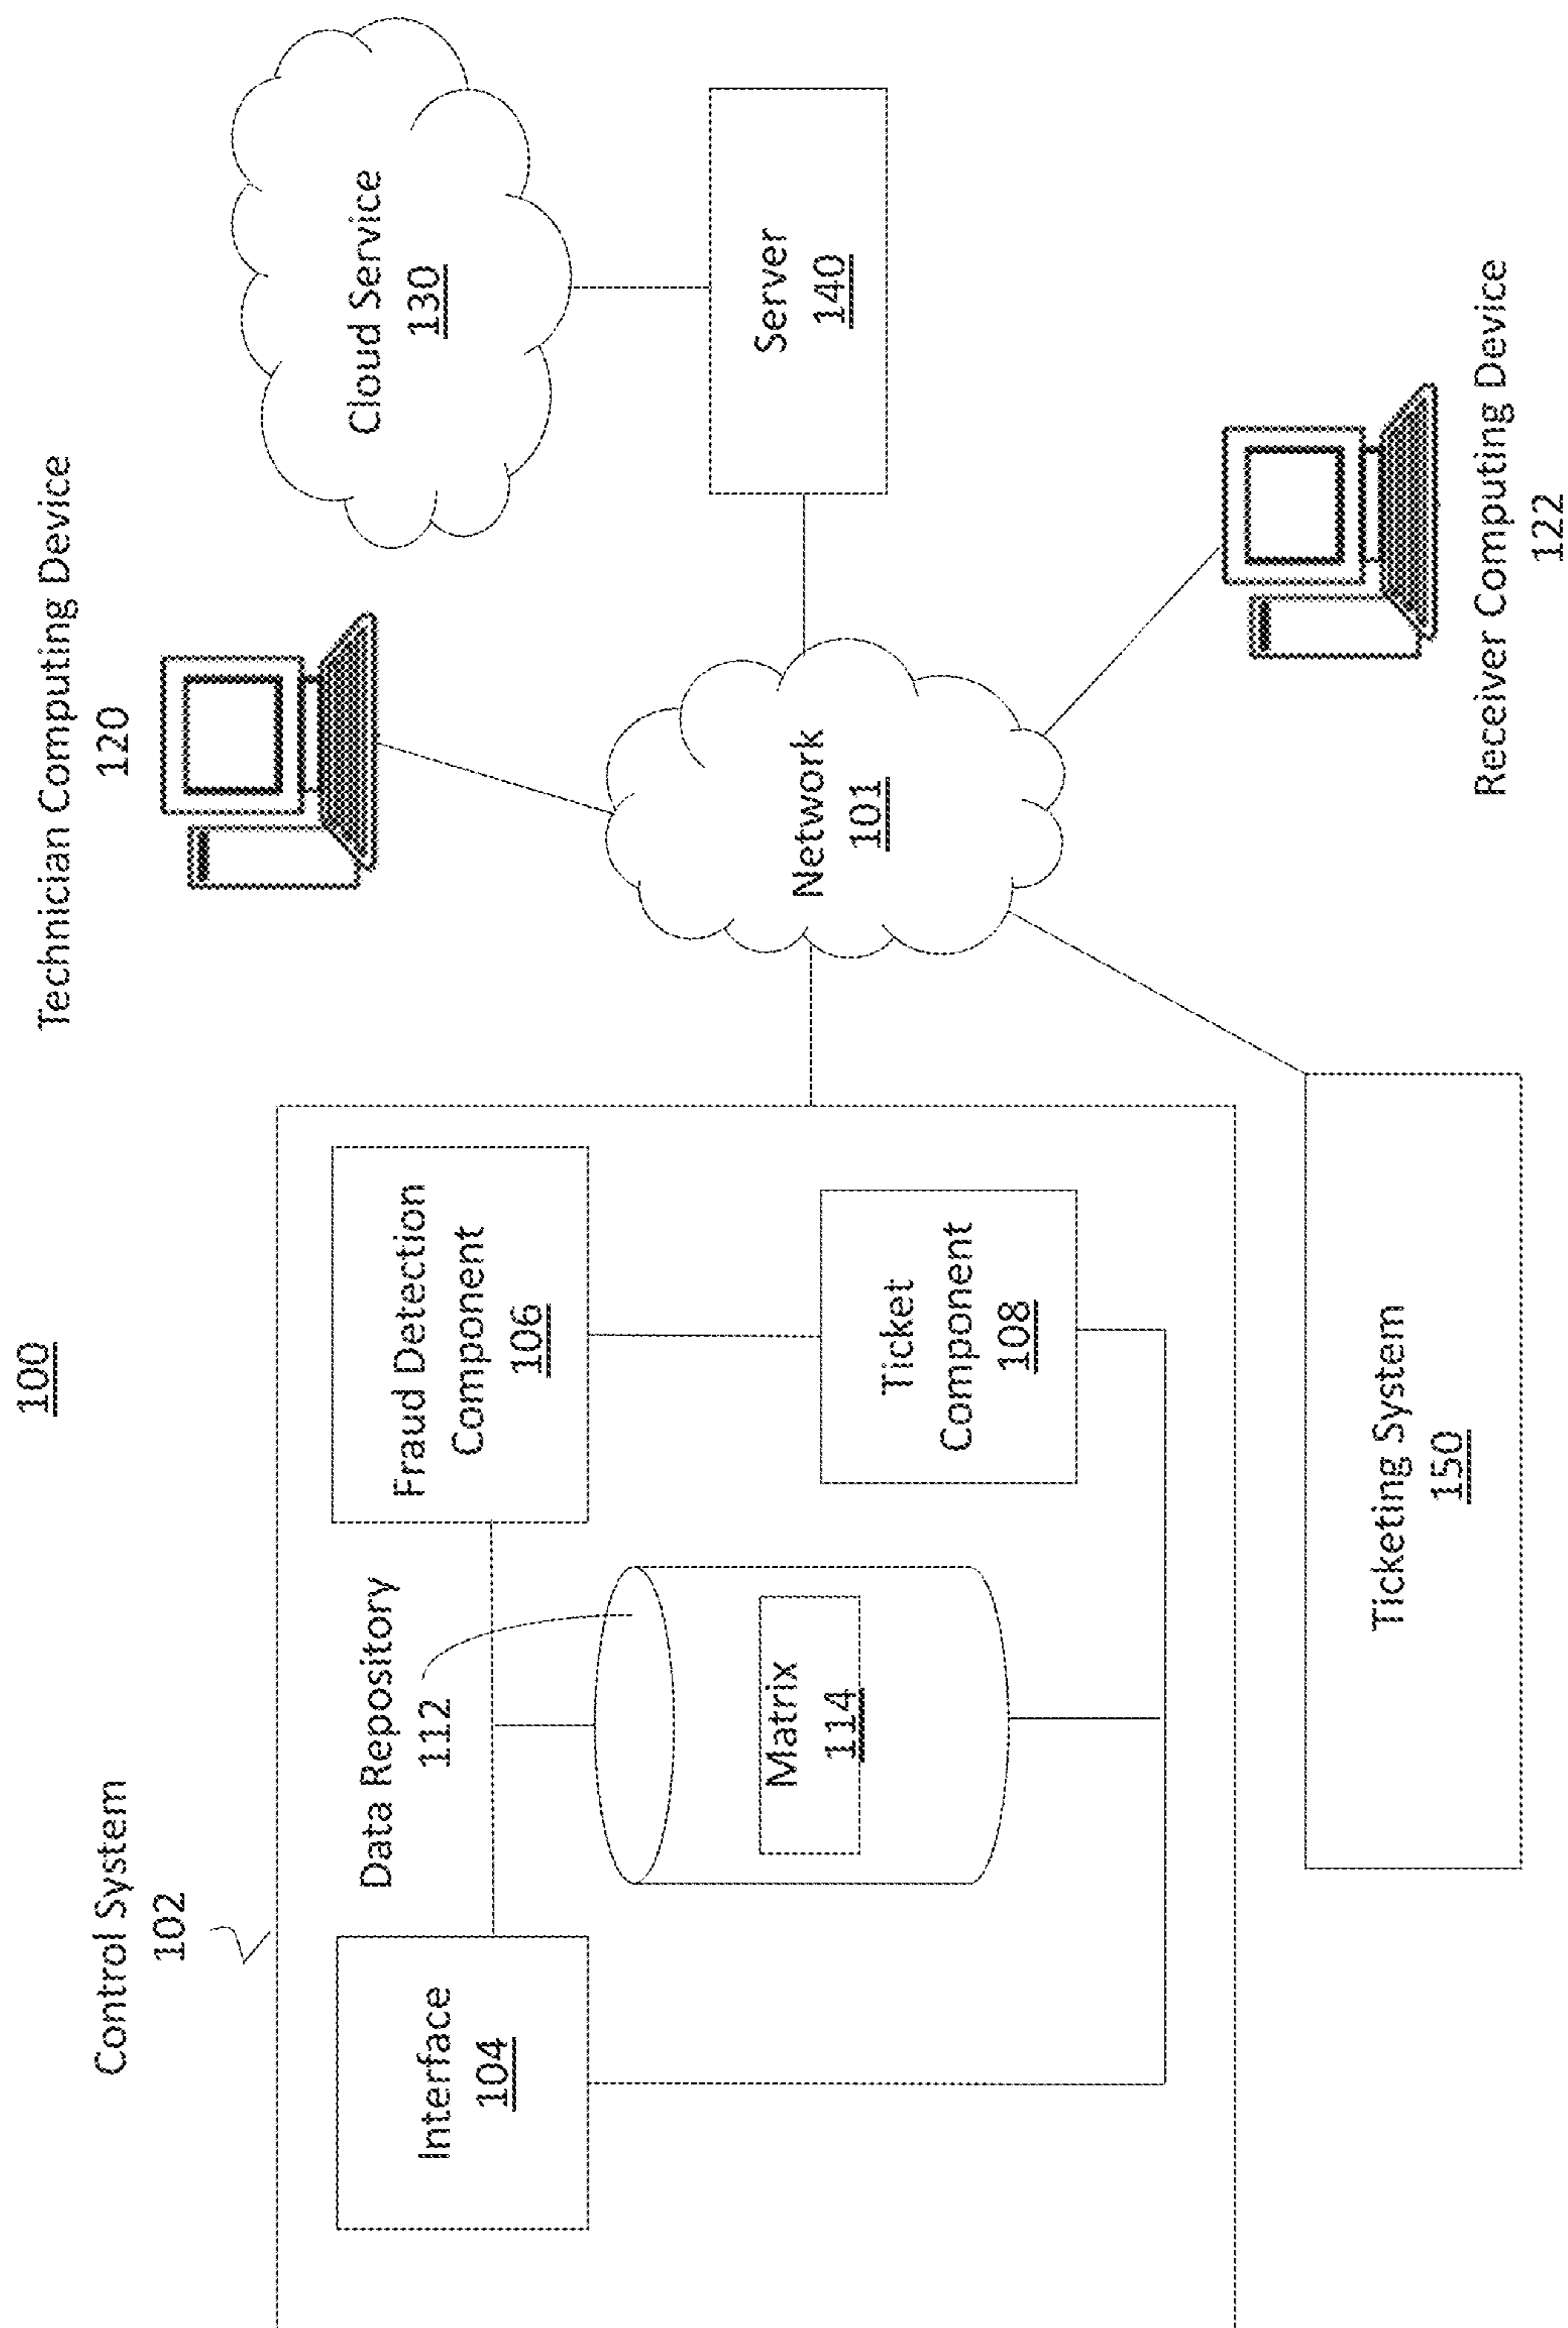 100
Control System
102
Interface
104
Data Repository
112
Matrix
114
Fraud Detection
Component
106
Ticket
Component
108
Ticketing System
150
Technician Computing Device
120
Network
101
Cloud Service
130
Server
140
Receiver Computing Device
122